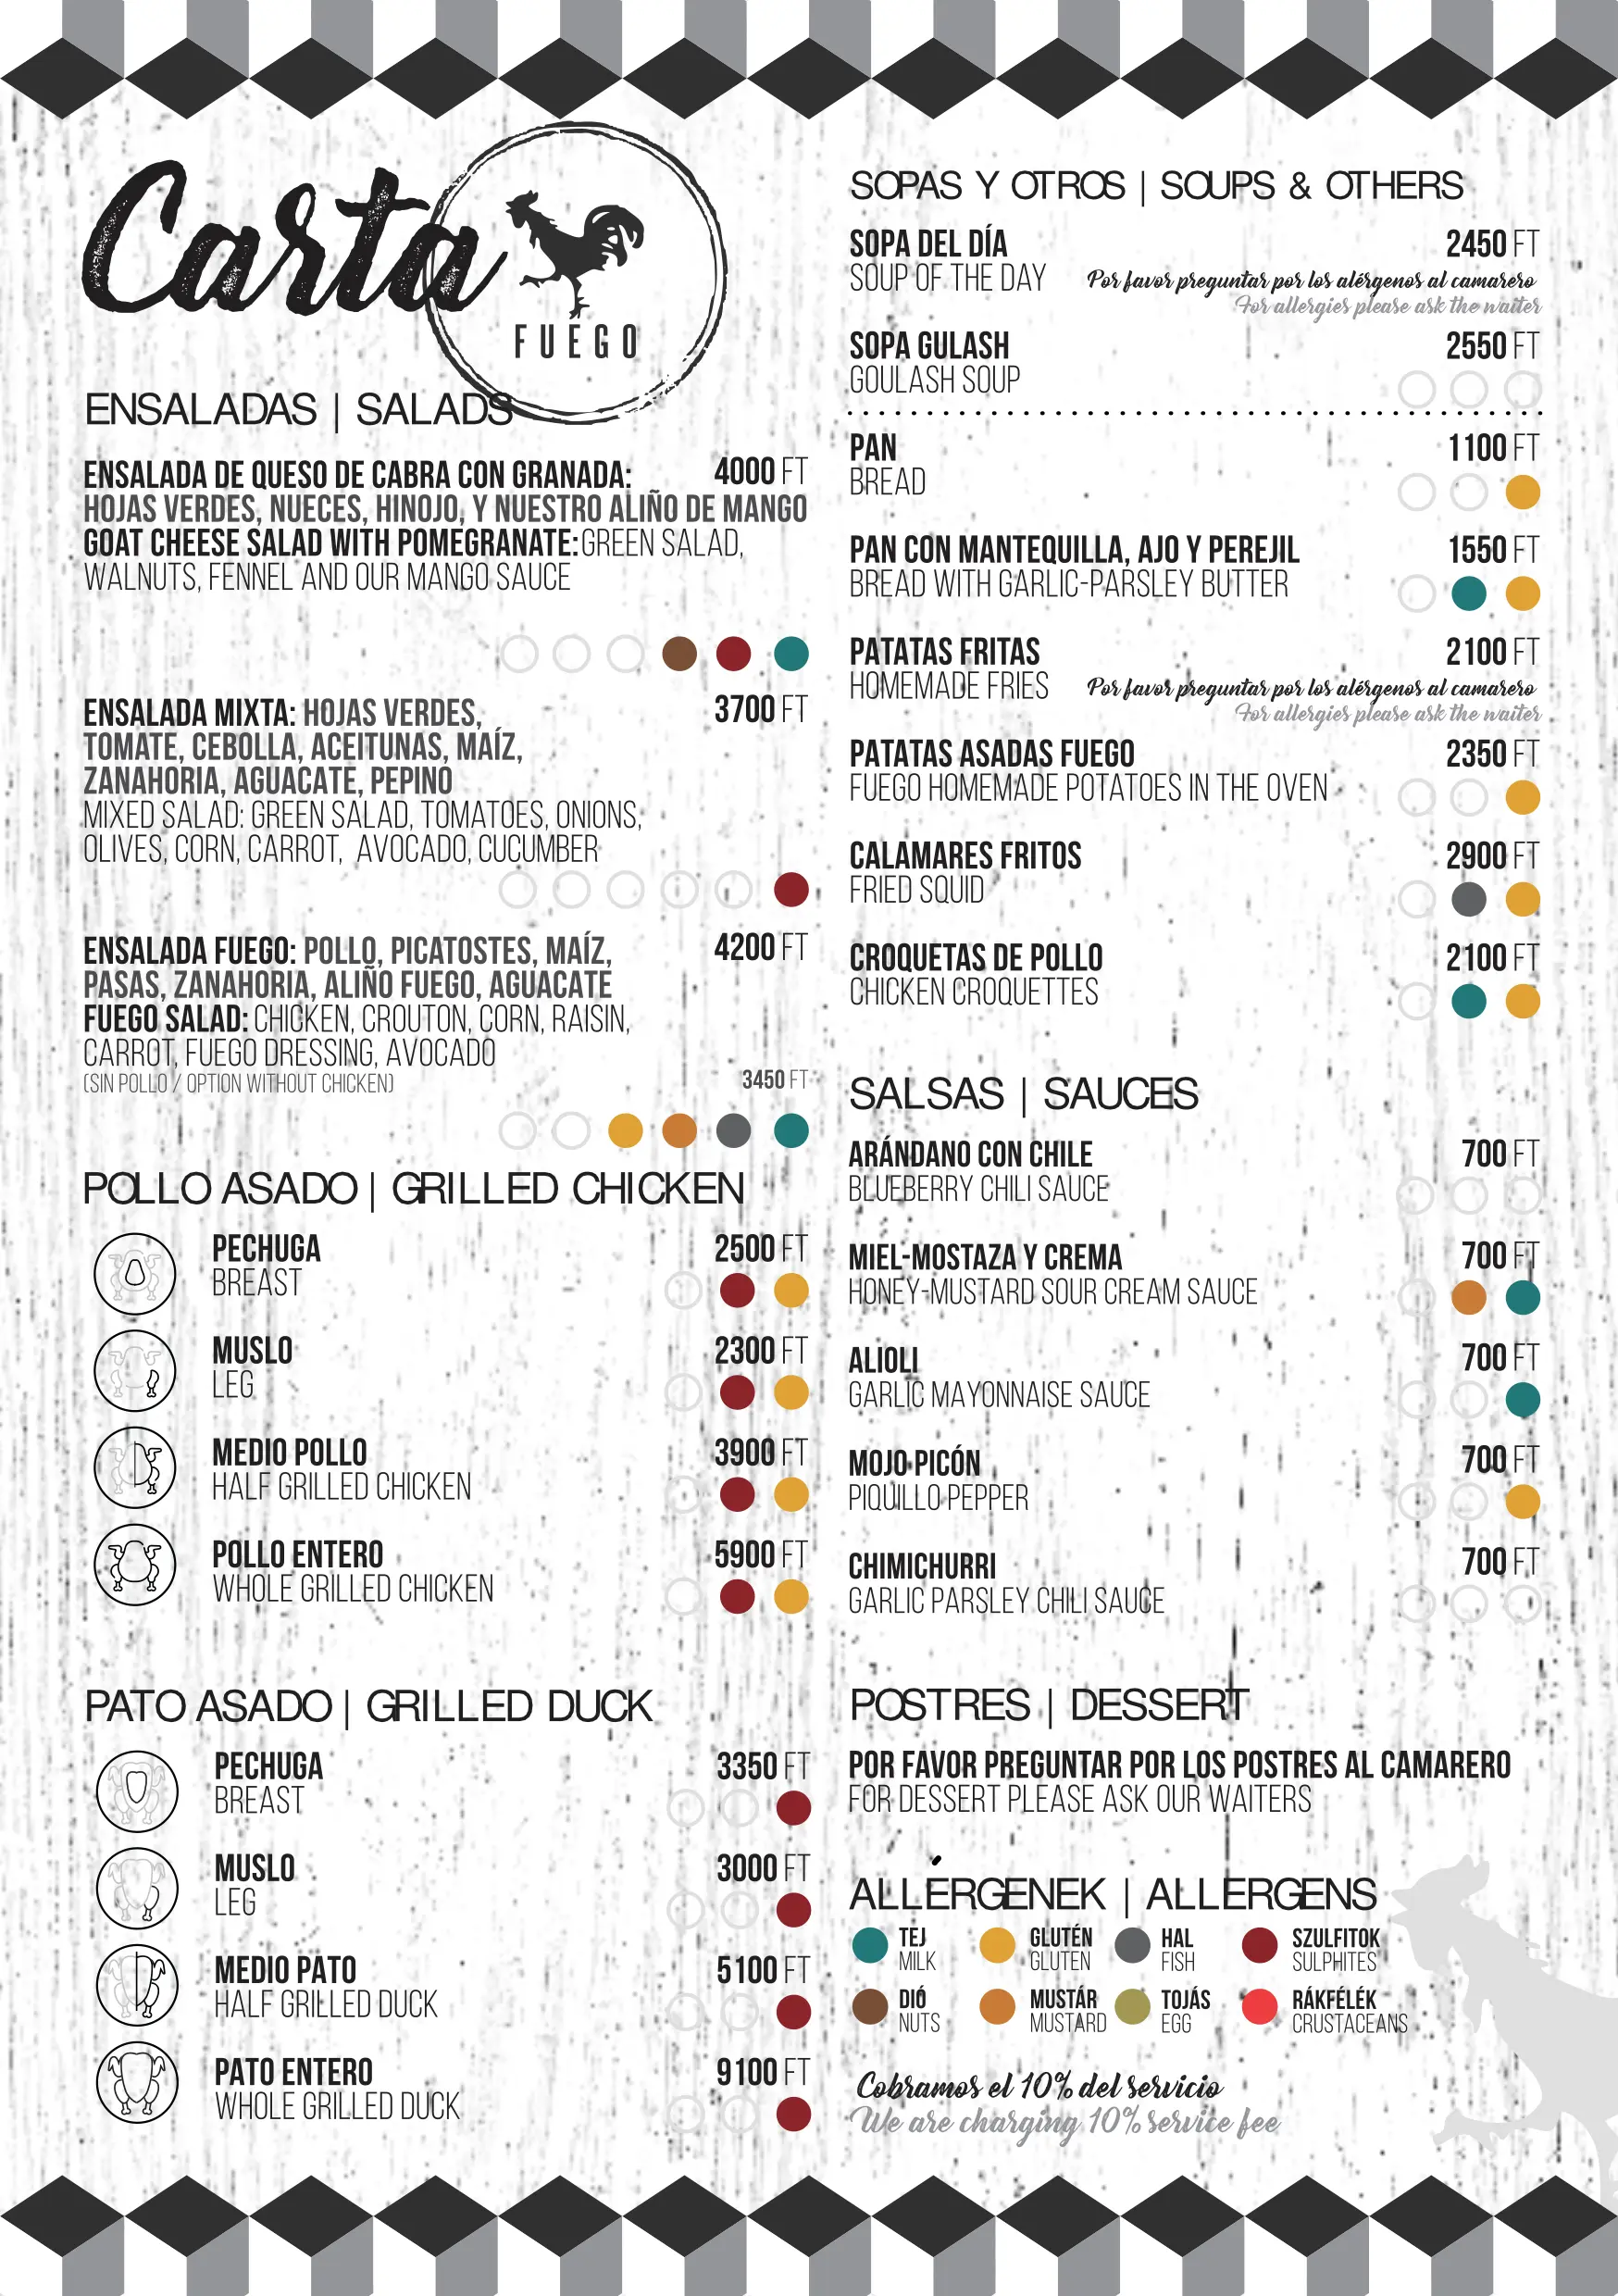 Carta
FUEGO
ENSALADAS | SALADS
ENSALADA DE QUESO DE CABRA CON GRANADA: 4000 FT
HOJAS VERDES, NUECES, HINOJO, Y NUESTRO ALIÑO DE MANGO
GOAT CHEESE SALAD WITH POMEGRANATE: GREEN SALAD,
WALNUTS, FENNEL AND OUR MANGO SAUCE
ENSALADA MIXTA: HOJAS VERDES, 3700 FT
TOMATE, CEBOLLA, ACEITUNAS, MAÍZ,
ZANAHORIA, AGUACATE, PEPINO
MIXED SALAD: GREEN SALAD, TOMATOES, ONIONS,
OLIVES, CORN, CARROT, AVOCADO, CUCUMBER
ENSALADA FUEGO: POLLO, PICATOSTES, MAÍZ, 4200 FT
PASAS, ZANAHORIA, ALIÑO FUEGO, AGUACATE
FUEGO SALAD: CHICKEN, CROUTON, CORN, RAISIN,
CARROT, FUEGO DRESSING, AVOCADO
(SIN POLLO / OPTION WITHOUT CHICKEN) 3450 FT
POLLO ASADO | GRILLED CHICKEN
PECHUGA 2500 FT
BREAST
MUSLO 2300 FT
LEG
MEDIO POLLO 3900 FT
HALF GRILLED CHICKEN
POLLO ENTERO 5900 FT
WHOLE GRILLED CHICKEN
PATO ASADO | GRILLED DUCK
PECHUGA 3350 FT
BREAST
MUSLO 3000 FT
LEG
MEDIO PATO 5100 FT
HALF GRILLED DUCK
PATO ENTERO 9100 FT
WHOLE GRILLED DUCK
SOPAS Y OTROS | SOUPS & OTHERS
SOPA DEL DÍA 2450 FT
SOUP OF THE DAY Por favor preguntar por los alérgenos al camarero
For allergies please ask the waiter
SOPA GULASH 2550 FT
GOULASH SOUP
PAN 1100 FT
BREAD
PAN CON MANTEQUILLA, AJO Y PEREJIL 1550 FT
BREAD WITH GARLIC-PARSLEY BUTTER
PATATAS FRITAS 2100 FT
HOMEMADE FRIES Por favor preguntar por los alérgenos al camarero
For allergies please ask the waiter
PATATAS ASADAS FUEGO 2350 FT
FUEGO HOMEMADE POTATOES IN THE OVEN
CALAMARES FRITOS 2900 FT
FRIED SQUID
CROQUETAS DE POLLO 2100 FT
CHICKEN CROQUETTES
SALSAS | SAUCES
ARÁNDANO CON CHILE 700 FT
BLUEBERRY CHILI SAUCE
MIEL-MOSTAZA Y CREMA 700 FT
HONEY-MUSTARD SOUR CREAM SAUCE
ALIOLI 700 FT
GARLIC MAYONNAISE SAUCE
MOJO PICÓN 700 FT
PIQUILLO PEPPER
CHIMICHURRI 700 FT
GARLIC PARSLEY CHILI SAUCE
POSTRES | DESSERT
POR FAVOR PREGUNTAR POR LOS POSTRES AL CAMARERO
FOR DESSERT PLEASE ASK OUR WAITERS
ALLÉRGENEK | ALLERGENS
TEJ GLUTÉN HAL SZULFITOK
MILK GLUTEN FISH SULPHITES
DIÓ MUSTÁR TOJÁS RÁKFÉLÉK
NUTS MUSTARD EGG CRUSTACEANS
Cobramos el 10% del servicio
We are charging 10% service fee